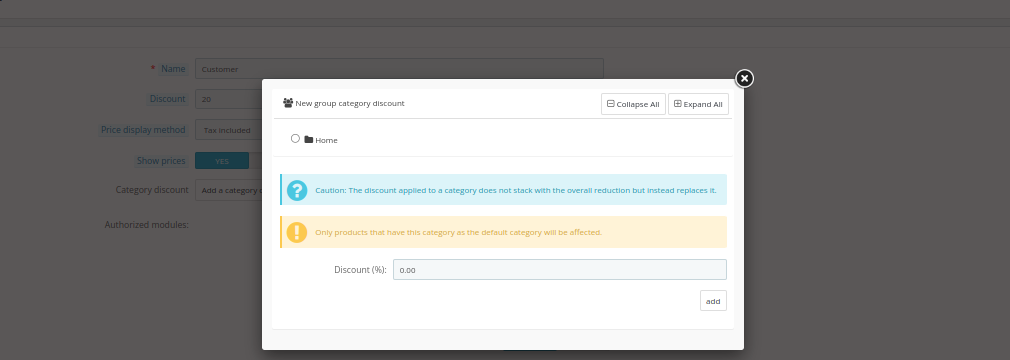 * Name
Customer
Discount
20
Price display method
Tax included
Show prices
YES
Category discount
Add a category
Authorized modules:
New group category discount
Collapse All
Expand All
Home
Caution: The discount applied to a category does not stack with the overall reduction but instead replaces it.
Only products that have this category as the default category will be affected.
Discount (%):
0.00
add